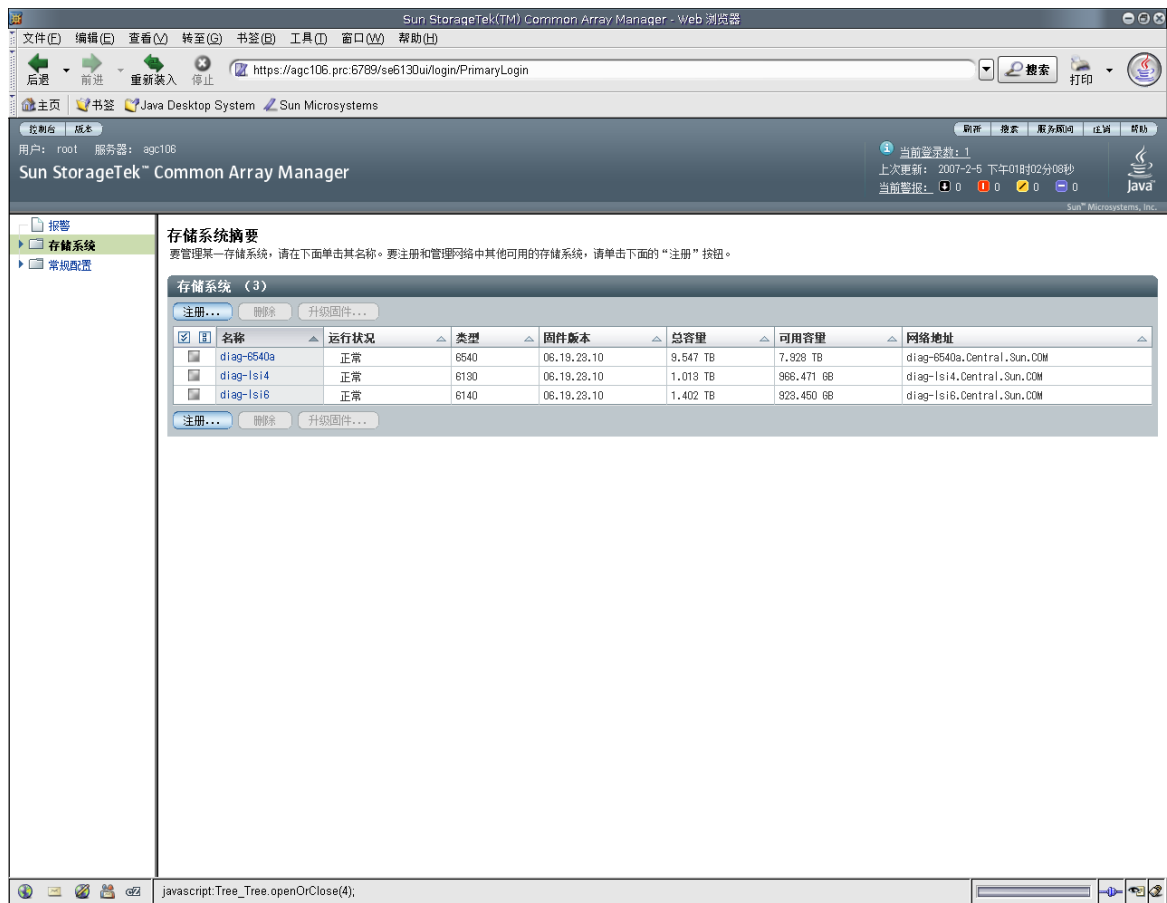 Sun StorageTek(TM) Common Array Manager - Web 浏览器
文件(F) 编辑(E) 查看(V) 转至(G) 书签(B) 工具(T) 窗口(W) 帮助(H)
后退 前进 重新装入 停止 https://agc106.prc:6789/se6130ui/login/PrimaryLogin 搜索 打印
主页 书签 Java Desktop System Sun Microsystems
控制台 版本 刷新 搜索 服务顾问 注销 帮助
用户: root 服务器: agc106
当前登录数: 1
Sun StorageTek™ Common Array Manager
上次更新: 2007-2-5 下午01时02分08秒
当前警报: 0 0 0 0
Java™
Sun™ Microsystems, Inc.
报警
存储系统
常规配置
存储系统摘要
要管理某一存储系统，请在下面单击其名称。要注册和管理网络中其他可用的存储系统，请单击下面的“注册”按钮。
存储系统 (3)
注册... 删除 升级固件...
名称 运行状况 类型 固件版本 总容量 可用容量 网络地址
diag-6540a 正常 6540 06.19.23.10 9.547 TB 7.928 TB diag-6540a.Central.Sun.COM
diag-lsi4 正常 6130 06.19.23.10 1.013 TB 966.471 GB diag-lsi4.Central.Sun.COM
diag-lsi6 正常 6140 06.19.23.10 1.402 TB 923.450 GB diag-lsi6.Central.Sun.COM
注册... 删除 升级固件...
javascript:Tree_Tree.openOrClose(4);